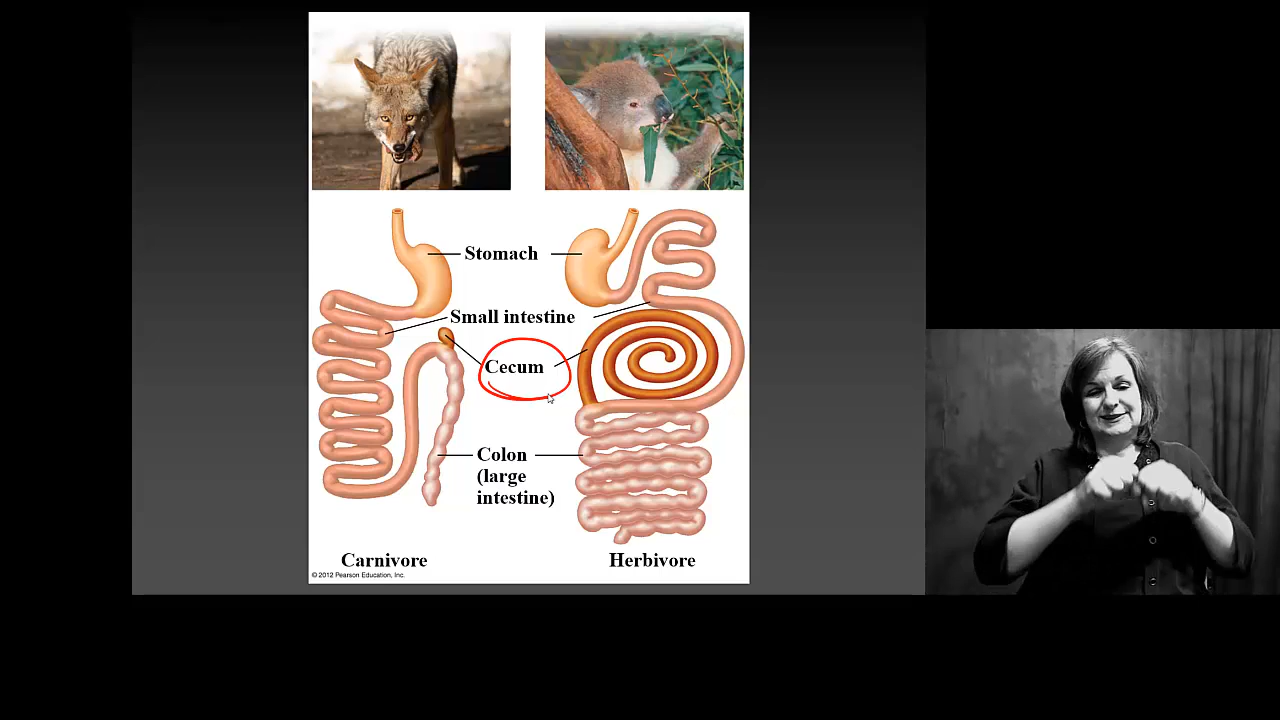 Stomach
Small intestine
Cecum
Colon
(large
intestine)
Carnivore
Herbivore
© 2012 Pearson Education, Inc.